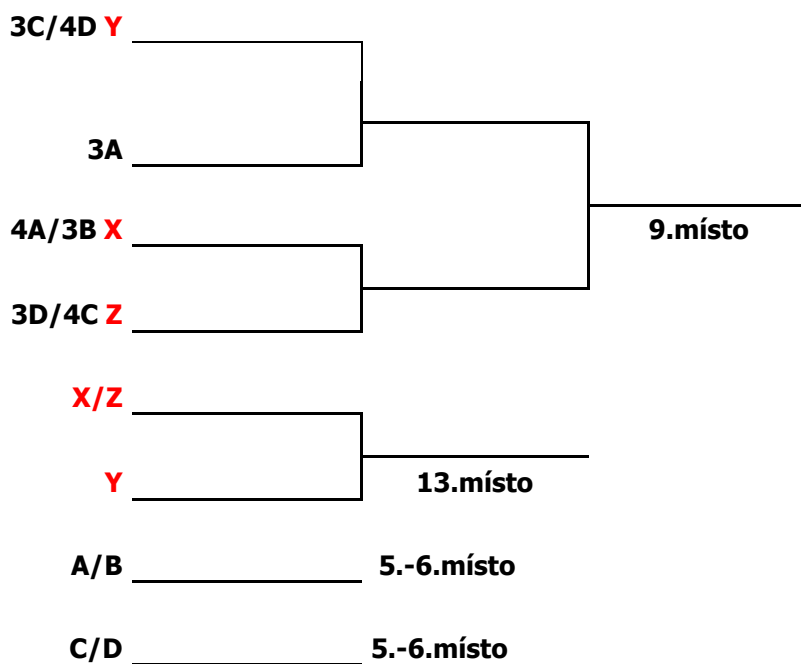 3C/4D Y
3A
4A/3B X
9.místo
3D/4C Z
X/Z
Y
13.místo
A/B
5.-6.místo
C/D
5.-6.místo